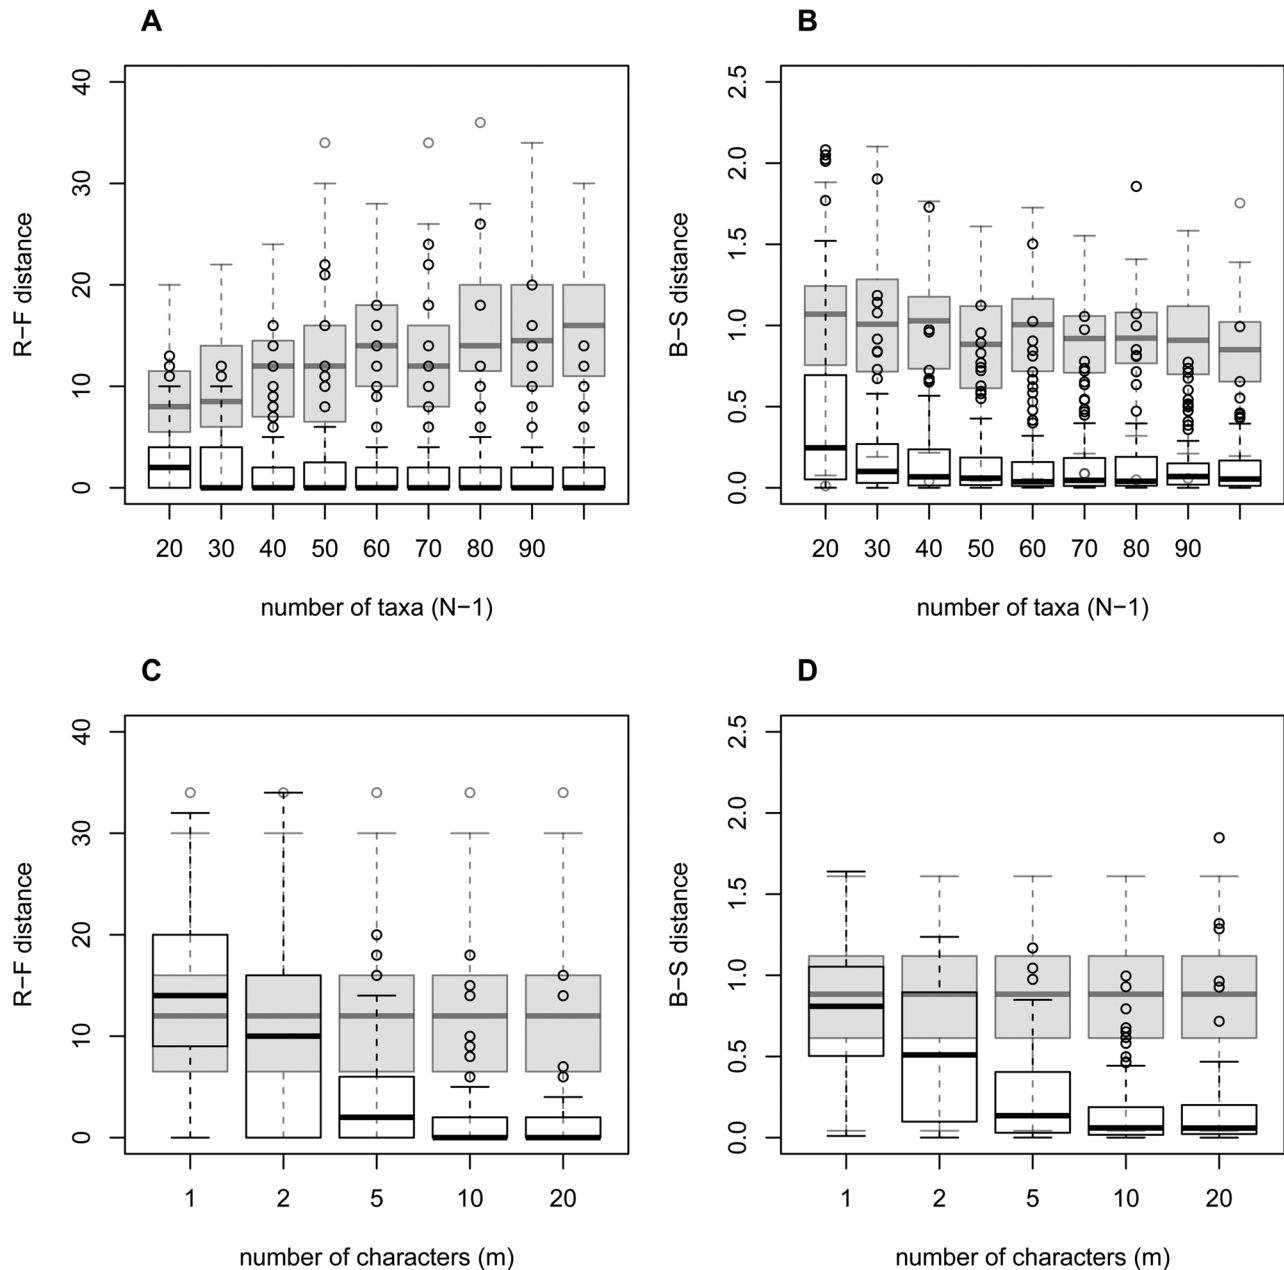 A
R−F distance
40
30
20
10
0
20 30 40 50 60 70 80 90
number of taxa (N−1)
B
B−S distance
2.5
2.0
1.5
1.0
0.5
0.0
20 30 40 50 60 70 80 90
number of taxa (N−1)
C
R−F distance
40
30
20
10
0
1 2 5 10 20
number of characters (m)
D
B−S distance
2.5
2.0
1.5
1.0
0.5
0.0
1 2 5 10 20
number of characters (m)